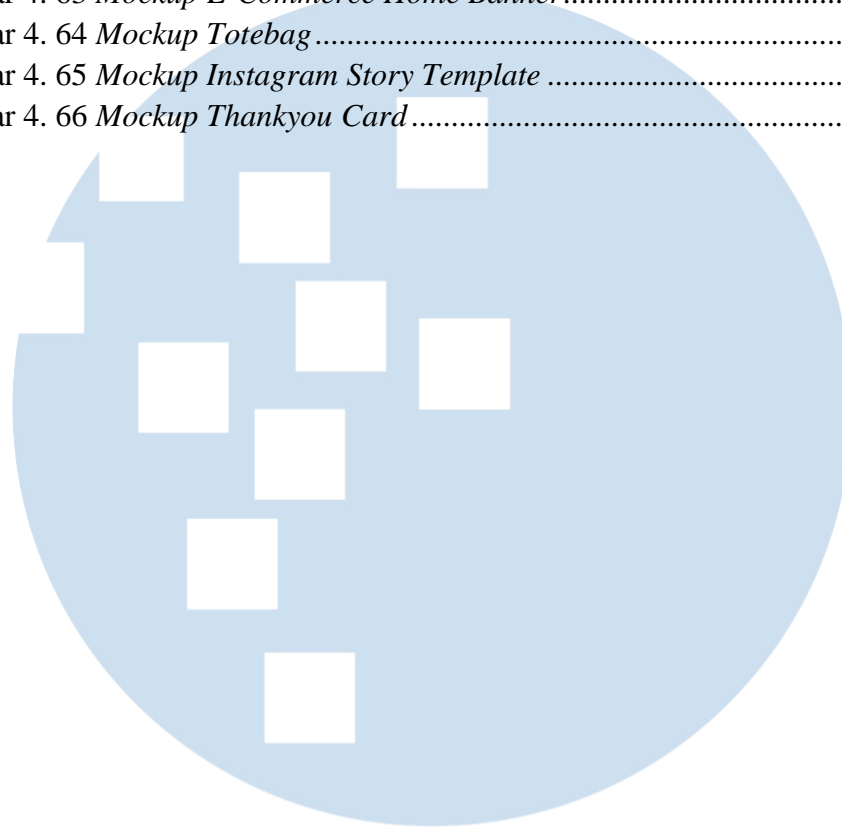 ar 4. 63 Mockup E-Commerce Home Banner................................
ar 4. 64 Mockup Totebag..................................................................
ar 4. 65 Mockup Instagram Story Template .....................................
ar 4. 66 Mockup Thankyou Card......................................................